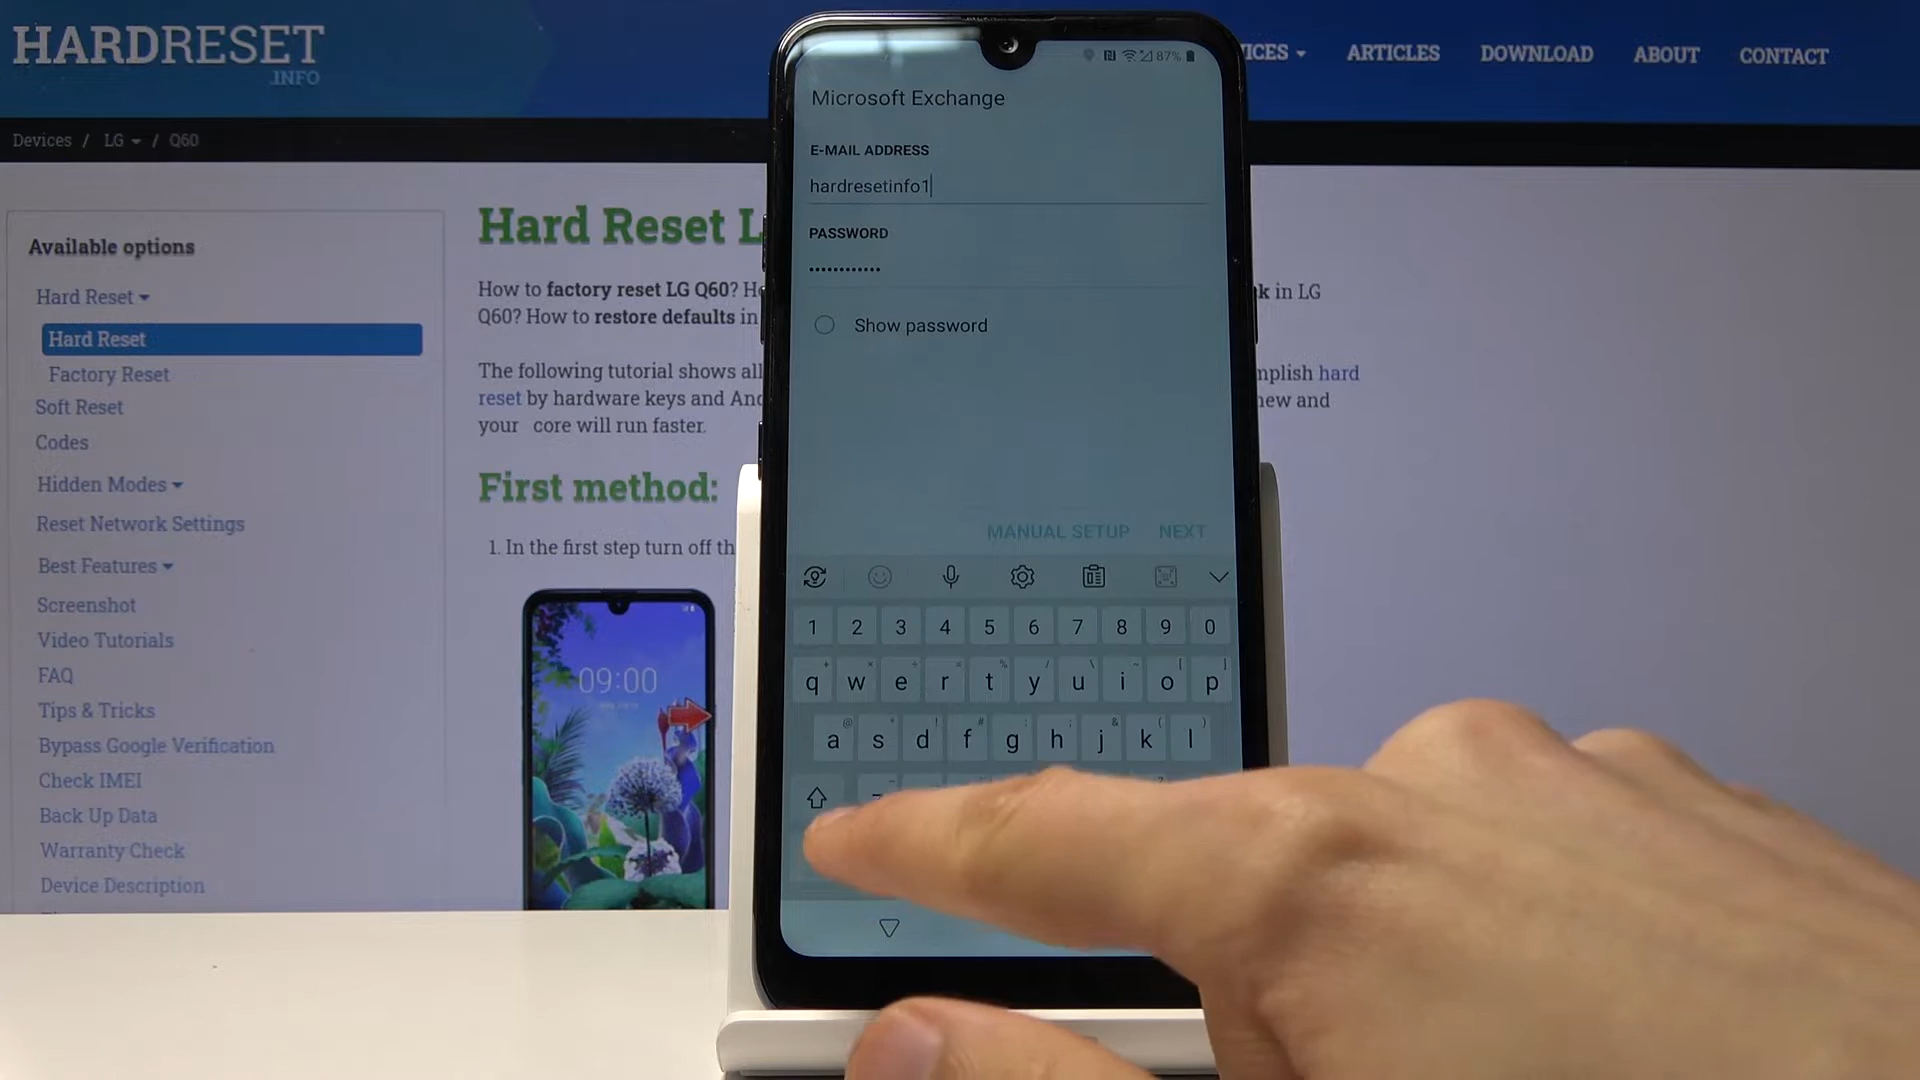 HARDRESET
.INFO
ARTICLES
DOWNLOAD
ABOUT
CONTACT
Devices / LG / Q60
Available options
Hard Reset
Hard Reset
Factory Reset
Soft Reset
Codes
Hidden Modes
Reset Network Settings
Best Features
Screenshot
Video Tutorials
FAQ
Tips & Tricks
Bypass Google Verification
Check IMEI
Back Up Data
Warranty Check
Device Description
Hard Reset L
How to factory reset LG Q60? H
in LG
Q60? How to restore defaults in
The following tutorial shows all
hard
reset by hardware keys and And
new and
your core will run faster.
First method:
1. In the first step turn off th
09:00
87%
Microsoft Exchange
E-MAIL ADDRESS
hardresetinfo1
PASSWORD
••••••••••••
Show password
MANUAL SETUP NEXT
1 2 3 4 5 6 7 8 9 0
q w e r t y u i o p
a s d f g h j k l